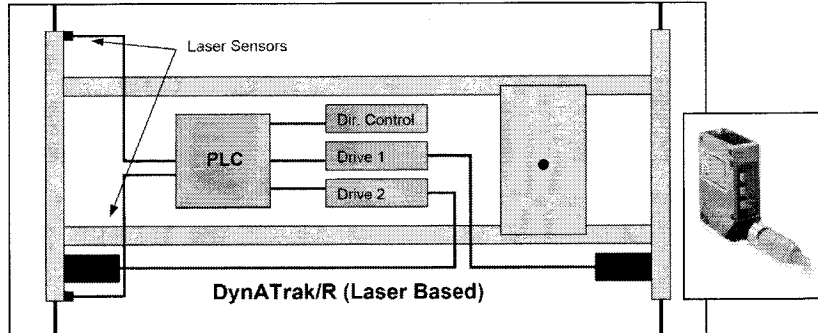 Laser Sensors
Dir. Control
PLC
Drive 1
Drive 2
DynATrak/R (Laser Based)